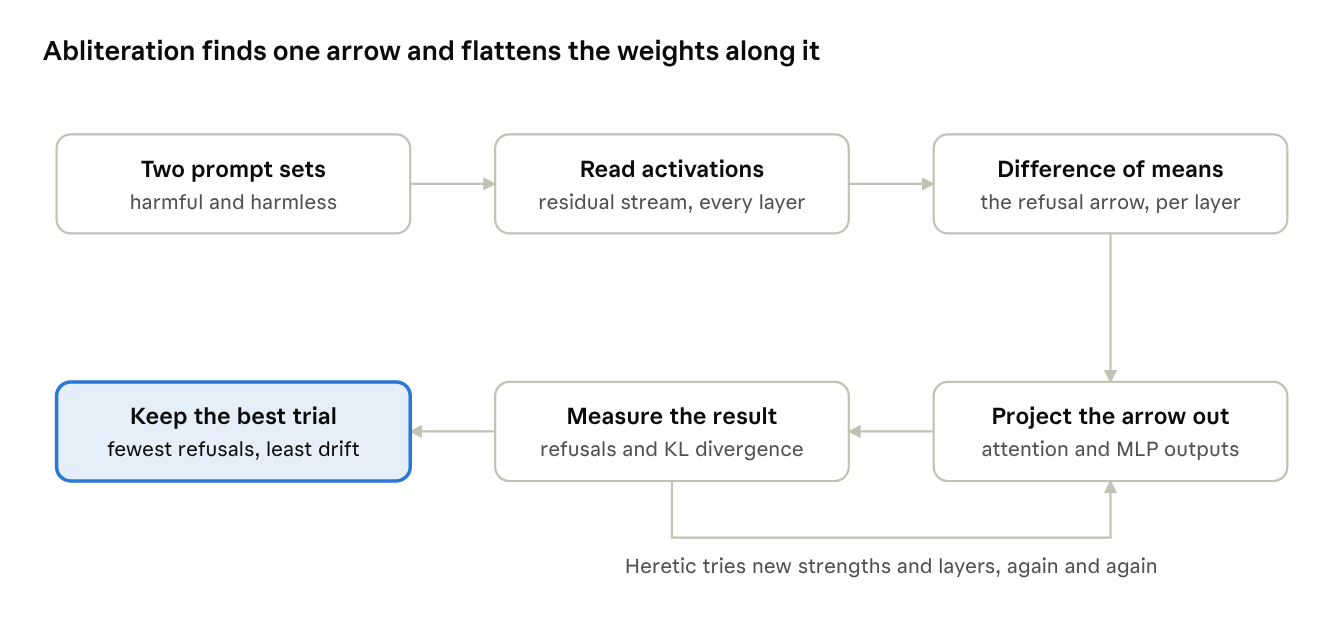 Abliteration finds one arrow and flattens the weights along it
Two prompt sets
harmful and harmless
Read activations
residual stream, every layer
Difference of means
the refusal arrow, per layer
Keep the best trial
fewest refusals, least drift
Measure the result
refusals and KL divergence
Project the arrow out
attention and MLP outputs
Heretic tries new strengths and layers, again and again